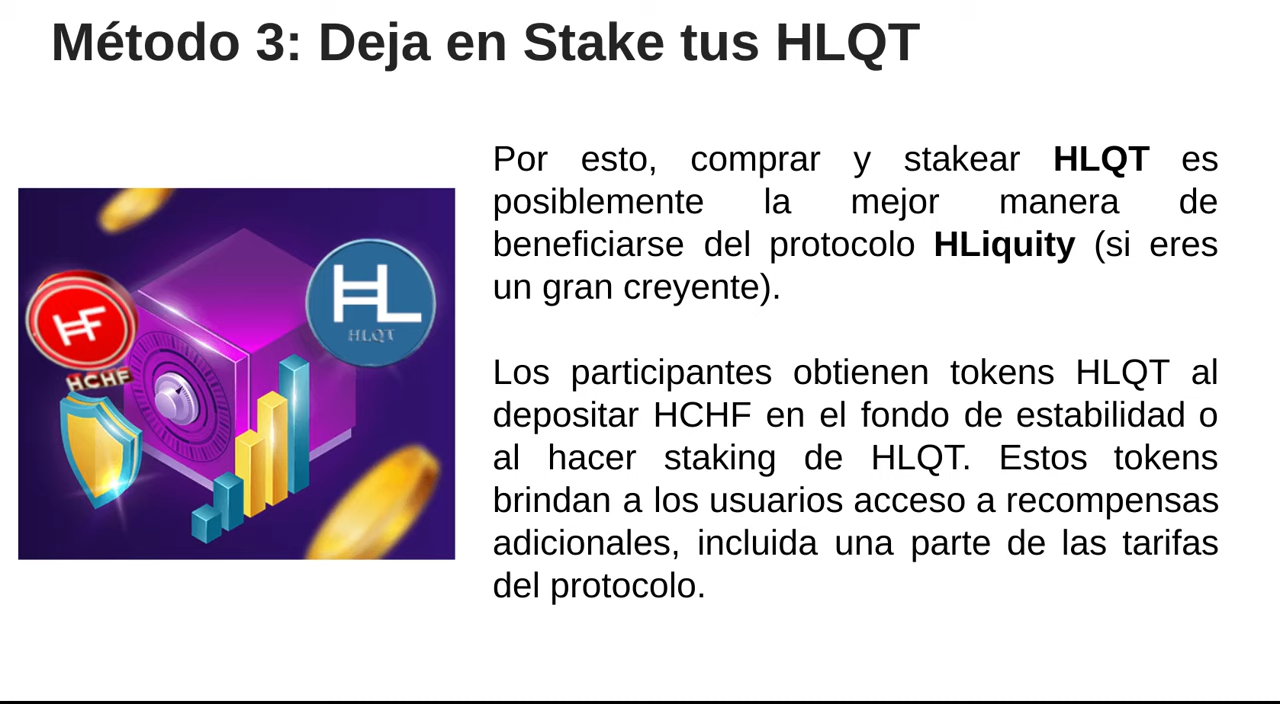 Método 3: Deja en Stake tus HLQT
Por esto, comprar y stakear HLQT es
posiblemente la mejor manera de
beneficiarse del protocolo HLiquity (si eres
un gran creyente).
HF
HCHF
HL
HLQT
Los participantes obtienen tokens HLQT al
depositar HCHF en el fondo de estabilidad o
al hacer staking de HLQT. Estos tokens
brindan a los usuarios acceso a recompensas
adicionales, incluida una parte de las tarifas
del protocolo.